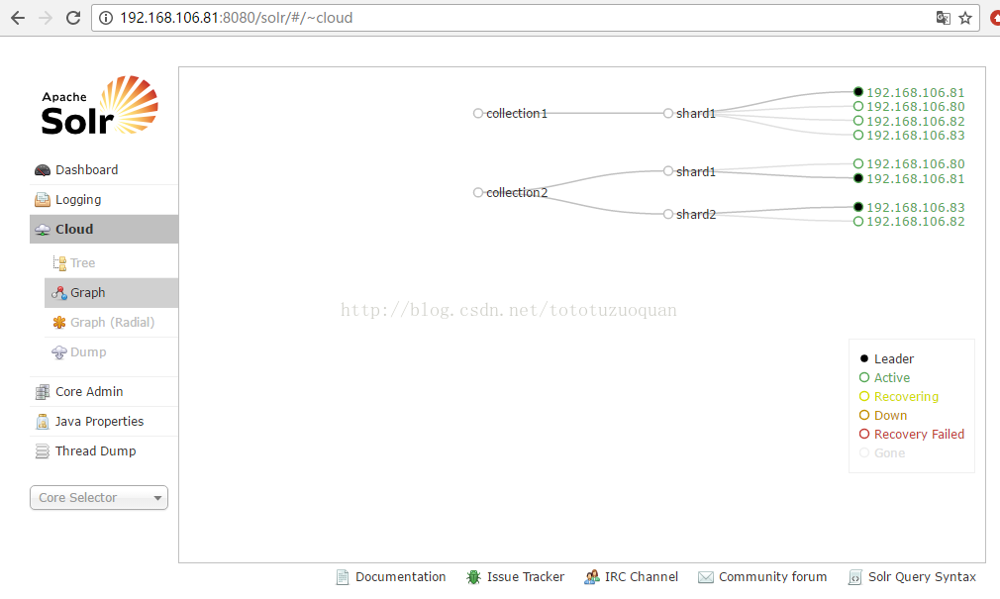 192.168.106.81:8080/solr/#/~cloud
Apache
Solr
Dashboard
Logging
Cloud
Tree
Graph
Graph (Radial)
Dump
Core Admin
Java Properties
Thread Dump
Core Selector
collection1
shard1
192.168.106.81
192.168.106.80
192.168.106.82
192.168.106.83
collection2
shard1
192.168.106.80
192.168.106.81
shard2
192.168.106.83
192.168.106.82
http://blog.csdn.net/tototuzuoquan
Leader
Active
Recovering
Down
Recovery Failed
Gone
Documentation Issue Tracker IRC Channel Community forum Solr Query Syntax